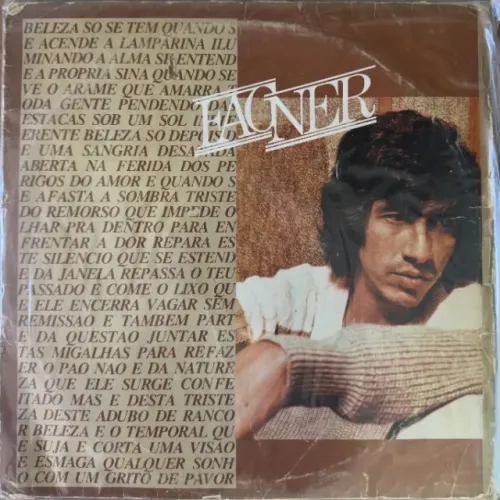 BELEZA SO SE TEM QUANDO S
E ACENDE A LAMPARINA ILU
MINANDO A ALMA SE ENTEND
E A PROPRIA SINA QUANDO SE
VE O ARAME QUE AMARRA
ODA GENTE PENDENDO DA
ESTACAS SOB UM SOL
ERENTE BELEZA SO DEPOIS D
E UMA SANGRIA DESATADA
ABERTA NA FERIDA DOS PE
RIGOS DO AMOR E QUANDO S
E AFASTA A SOMBRA TRISTE
DO REMORSO QUE IMPEDE O
LHAR PRA DENTRO PARA EN
FRENTAR A DOR REPARA ES
TE SILENCIO QUE SE ESTEND
E DA JANELA REPASSA O TEU
PASSADO E COME O LIXO QU
E ELE ENCERRA VAGAR SEM
REMISSAO E TAMBEM PART
E DA QUESTAO JUNTAR ES
TAS MIGALHAS PARA REFAZ
ER O PAO NAO E DA NATURE
ZA QUE ELE SURGE CONFE
ITADO MAS E DESTA TRISTE
ZA DESTE ADUBO DE RANCO
R BELEZA E O TEMPORAL QU
E SUJA E CORTA UMA VISÃO
E ESMAGA QUALQUER SONH
O COM UM GRITO DE PAVOR
FAGNER